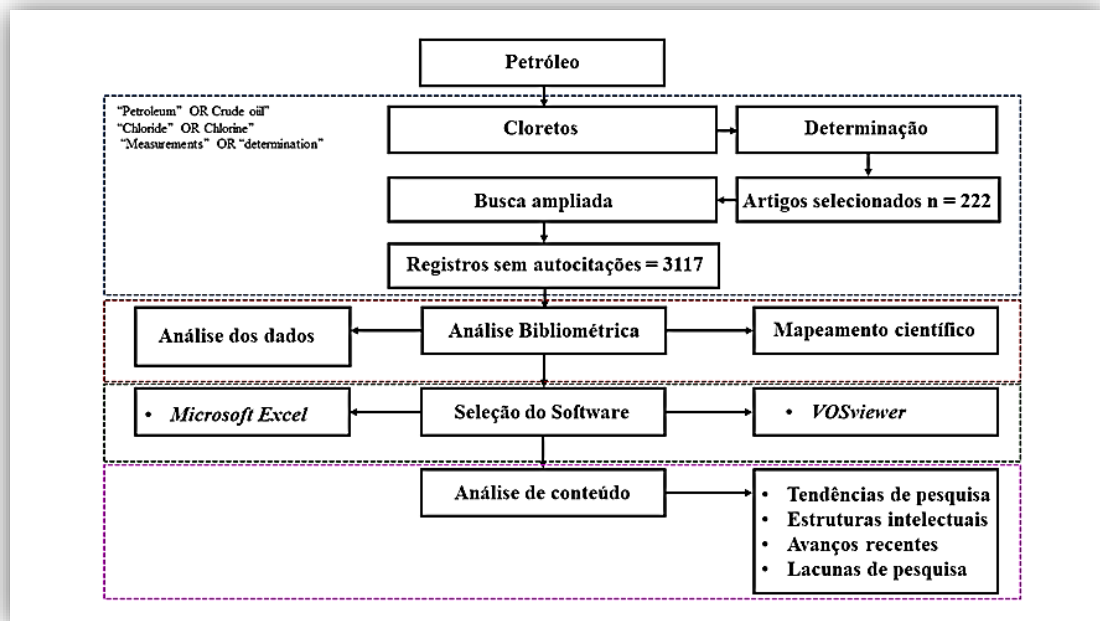 Petróleo
“Petroleum” OR Crude oil”
“Chloride” OR Chlorine”
“Measurements” OR “determination”
Cloretos
Determinação
Busca ampliada
Artigos selecionados n = 222
Registros sem autocitações = 3117
Análise dos dados
Análise Bibliométrica
Mapeamento científico
• Microsoft Excel
Seleção do Software
• VOSviewer
Análise de conteúdo
• Tendências de pesquisa
• Estruturas intelectuais
• Avanços recentes
• Lacunas de pesquisa